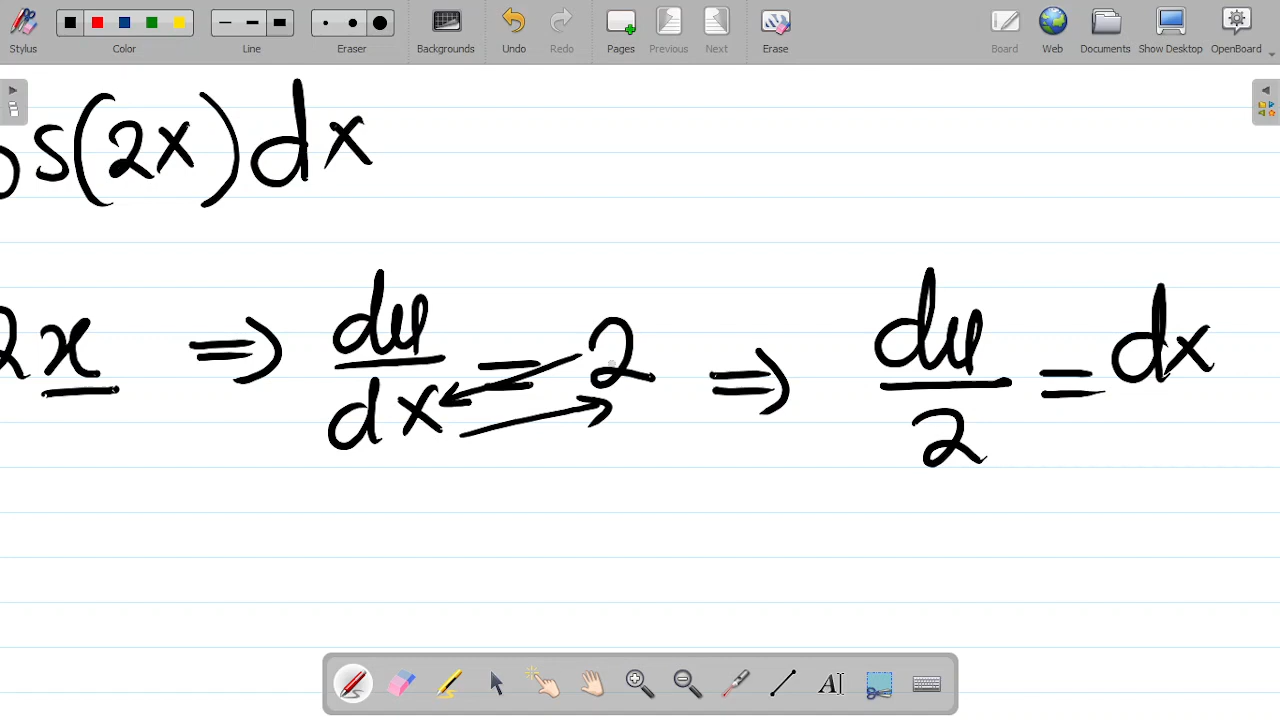 Stylus Color Line Eraser Backgrounds Undo Redo Pages Previous Next Erase Board Web Documents Show Desktop OpenBoard
os(2x)dx
2x ⇒ du/dx = 2 ⇒ du/2 = dx